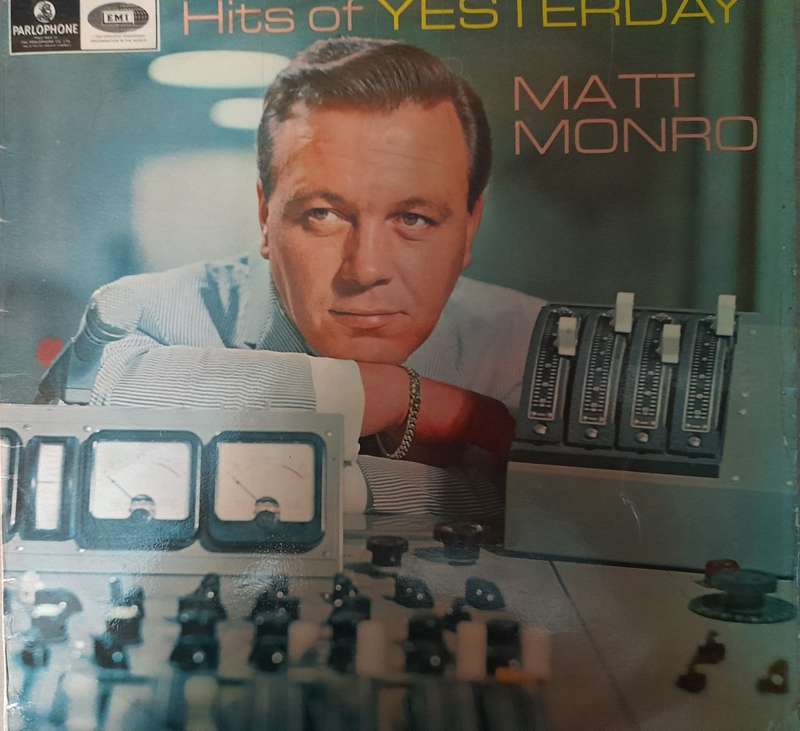 PARLOPHONE
EMI
Hits of YESTERDAY
MATT
MONRO